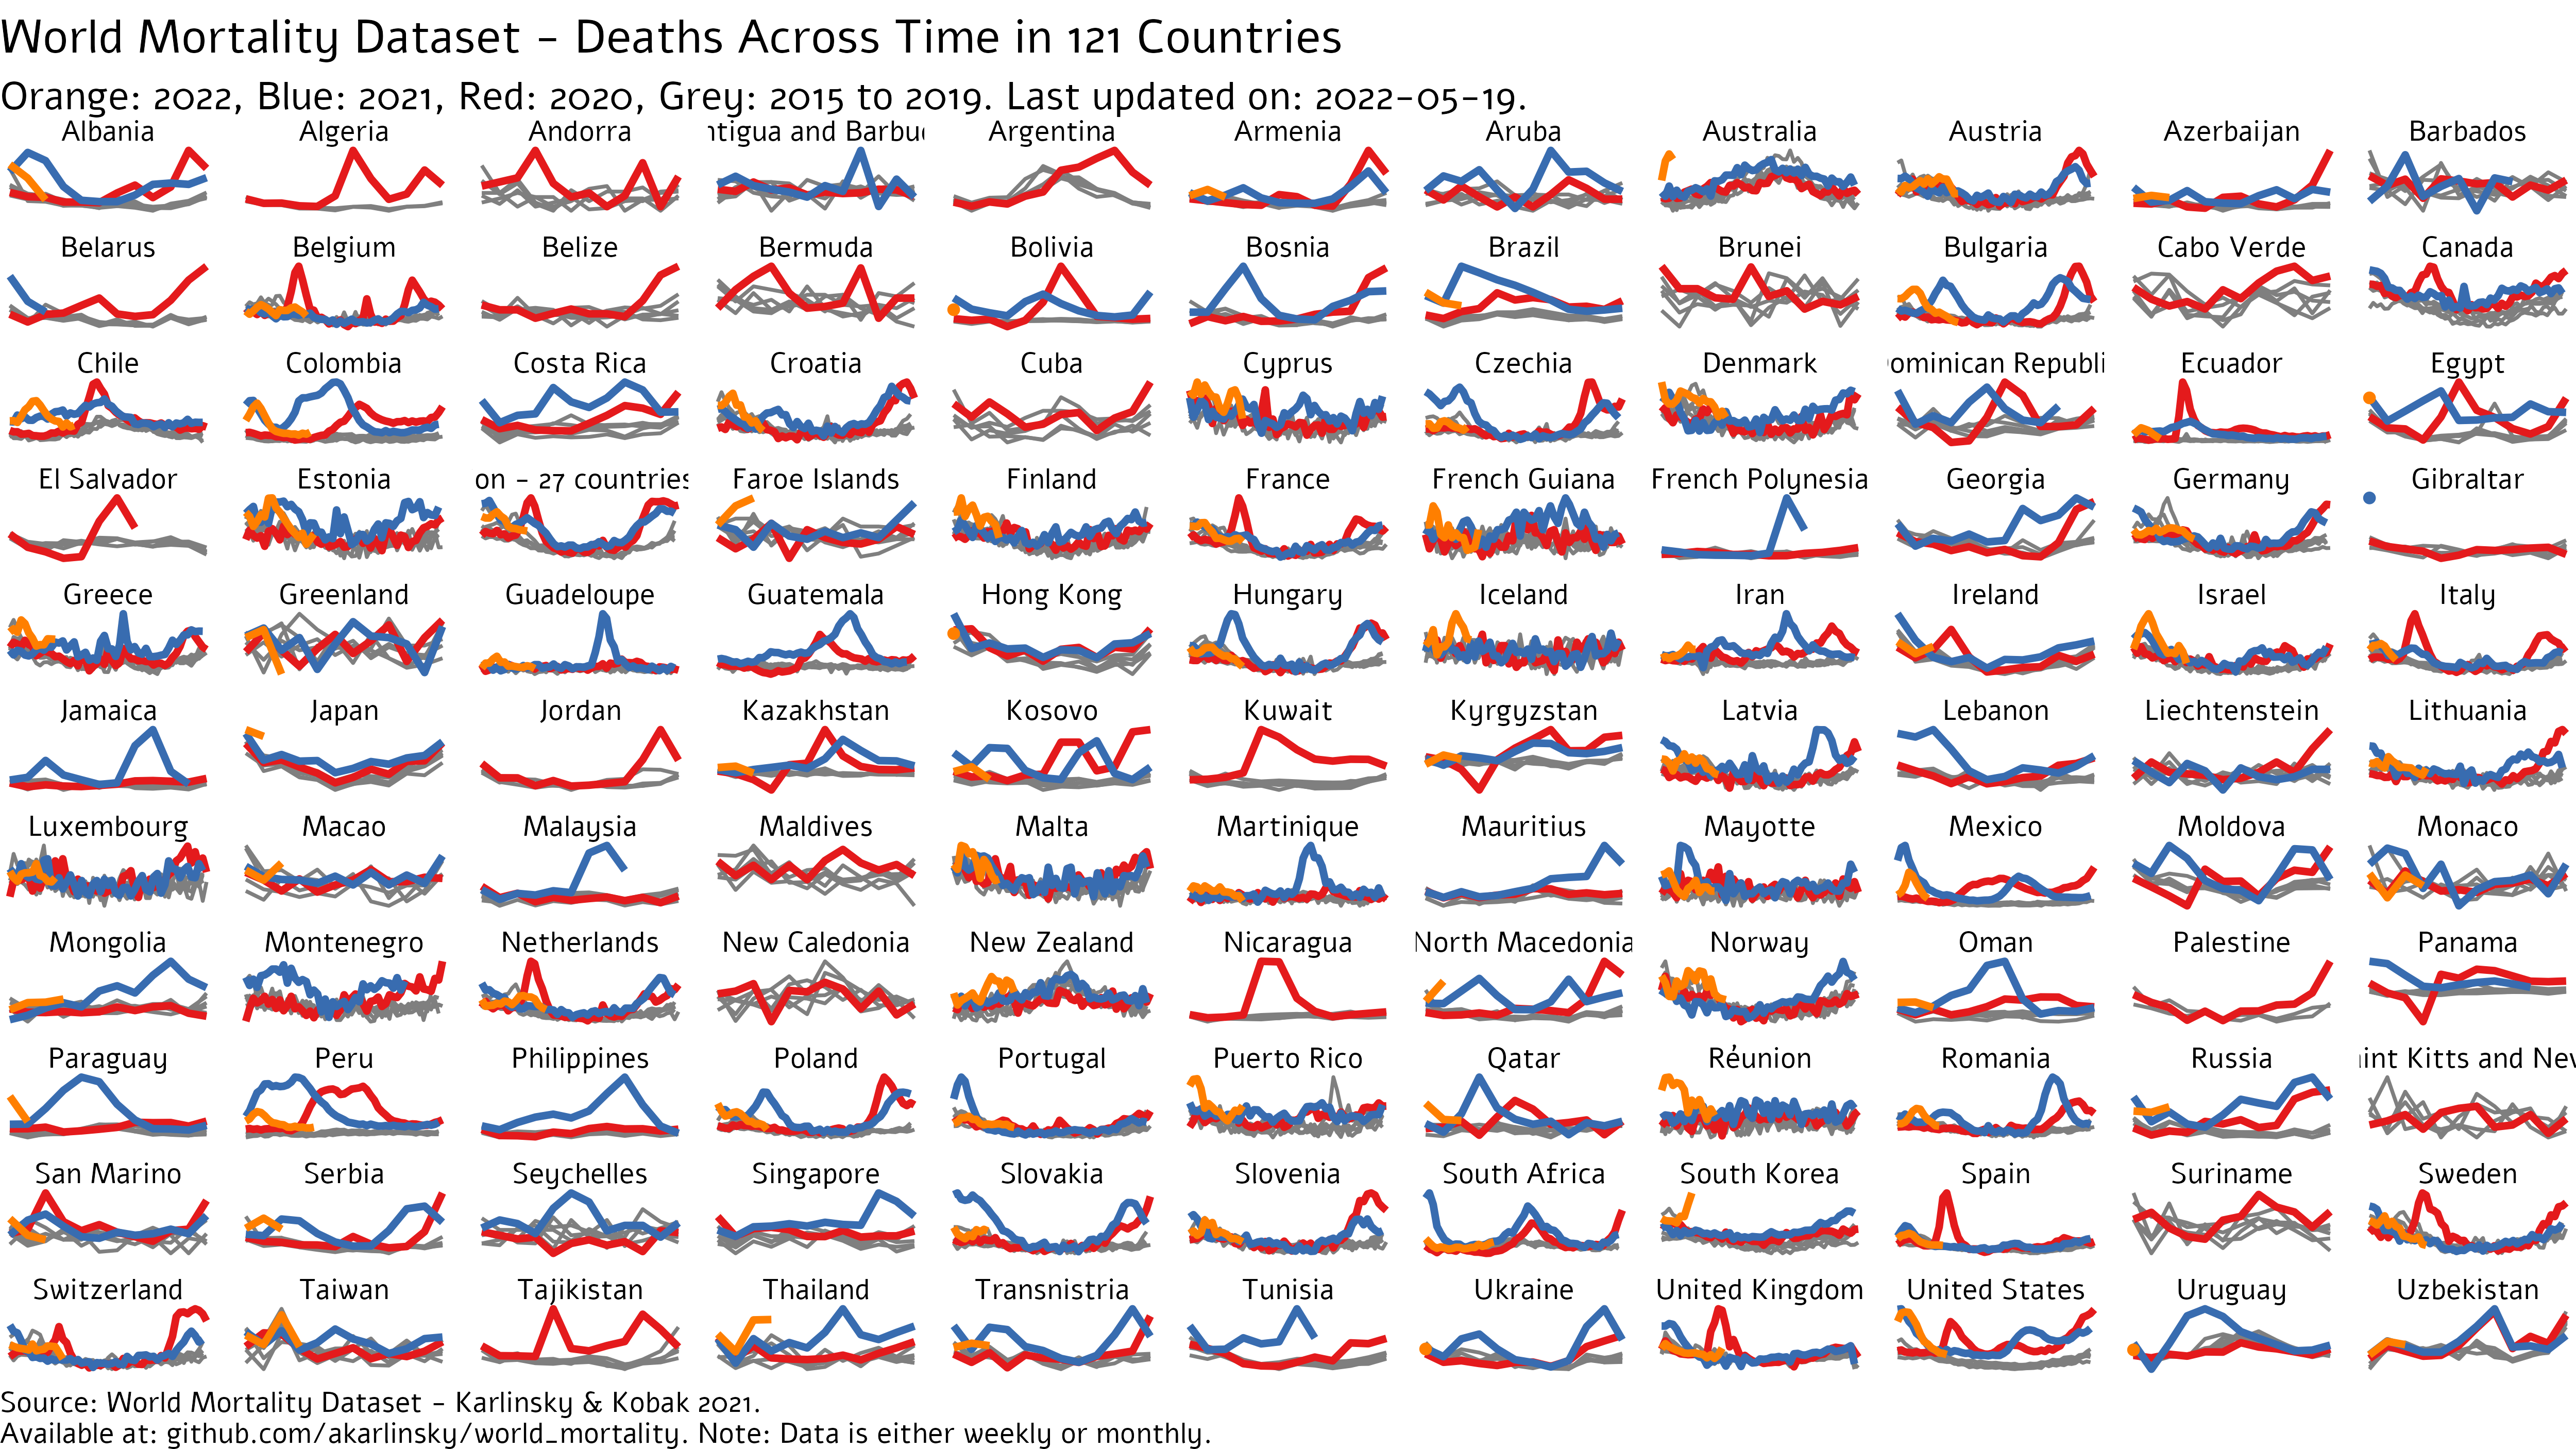 World Mortality Dataset - Deaths Across Time in 121 Countries
Orange: 2022, Blue: 2021, Red: 2020, Grey: 2015 to 2019. Last updated on: 2022-05-19.
Albania Algeria Andorra ntigua and Barbu Argentina Armenia Aruba Australia Austria Azerbaijan Barbados
Belarus Belgium Belize Bermuda Bolivia Bosnia Brazil Brunei Bulgaria Cabo Verde Canada
Chile Colombia Costa Rica Croatia Cuba Cyprus Czechia Denmark ominican Republi Ecuador Egypt
El Salvador Estonia on - 27 countries Faroe Islands Finland France French Guiana French Polynesia Georgia Germany Gibraltar
Greece Greenland Guadeloupe Guatemala Hong Kong Hungary Iceland Iran Ireland Israel Italy
Jamaica Japan Jordan Kazakhstan Kosovo Kuwait Kyrgyzstan Latvia Lebanon Liechtenstein Lithuania
Luxembourg Macao Malaysia Maldives Malta Martinique Mauritius Mayotte Mexico Moldova Monaco
Mongolia Montenegro Netherlands New Caledonia New Zealand Nicaragua North Macedonia Norway Oman Palestine Panama
Paraguay Peru Philippines Poland Portugal Puerto Rico Qatar Réunion Romania Russia int Kitts and Nev
San Marino Serbia Seychelles Singapore Slovakia Slovenia South Africa South Korea Spain Suriname Sweden
Switzerland Taiwan Tajikistan Thailand Transnistria Tunisia Ukraine United Kingdom United States Uruguay Uzbekistan
Source: World Mortality Dataset - Karlinsky & Kobak 2021.
Available at: github.com/akarlinsky/world_mortality. Note: Data is either weekly or monthly.